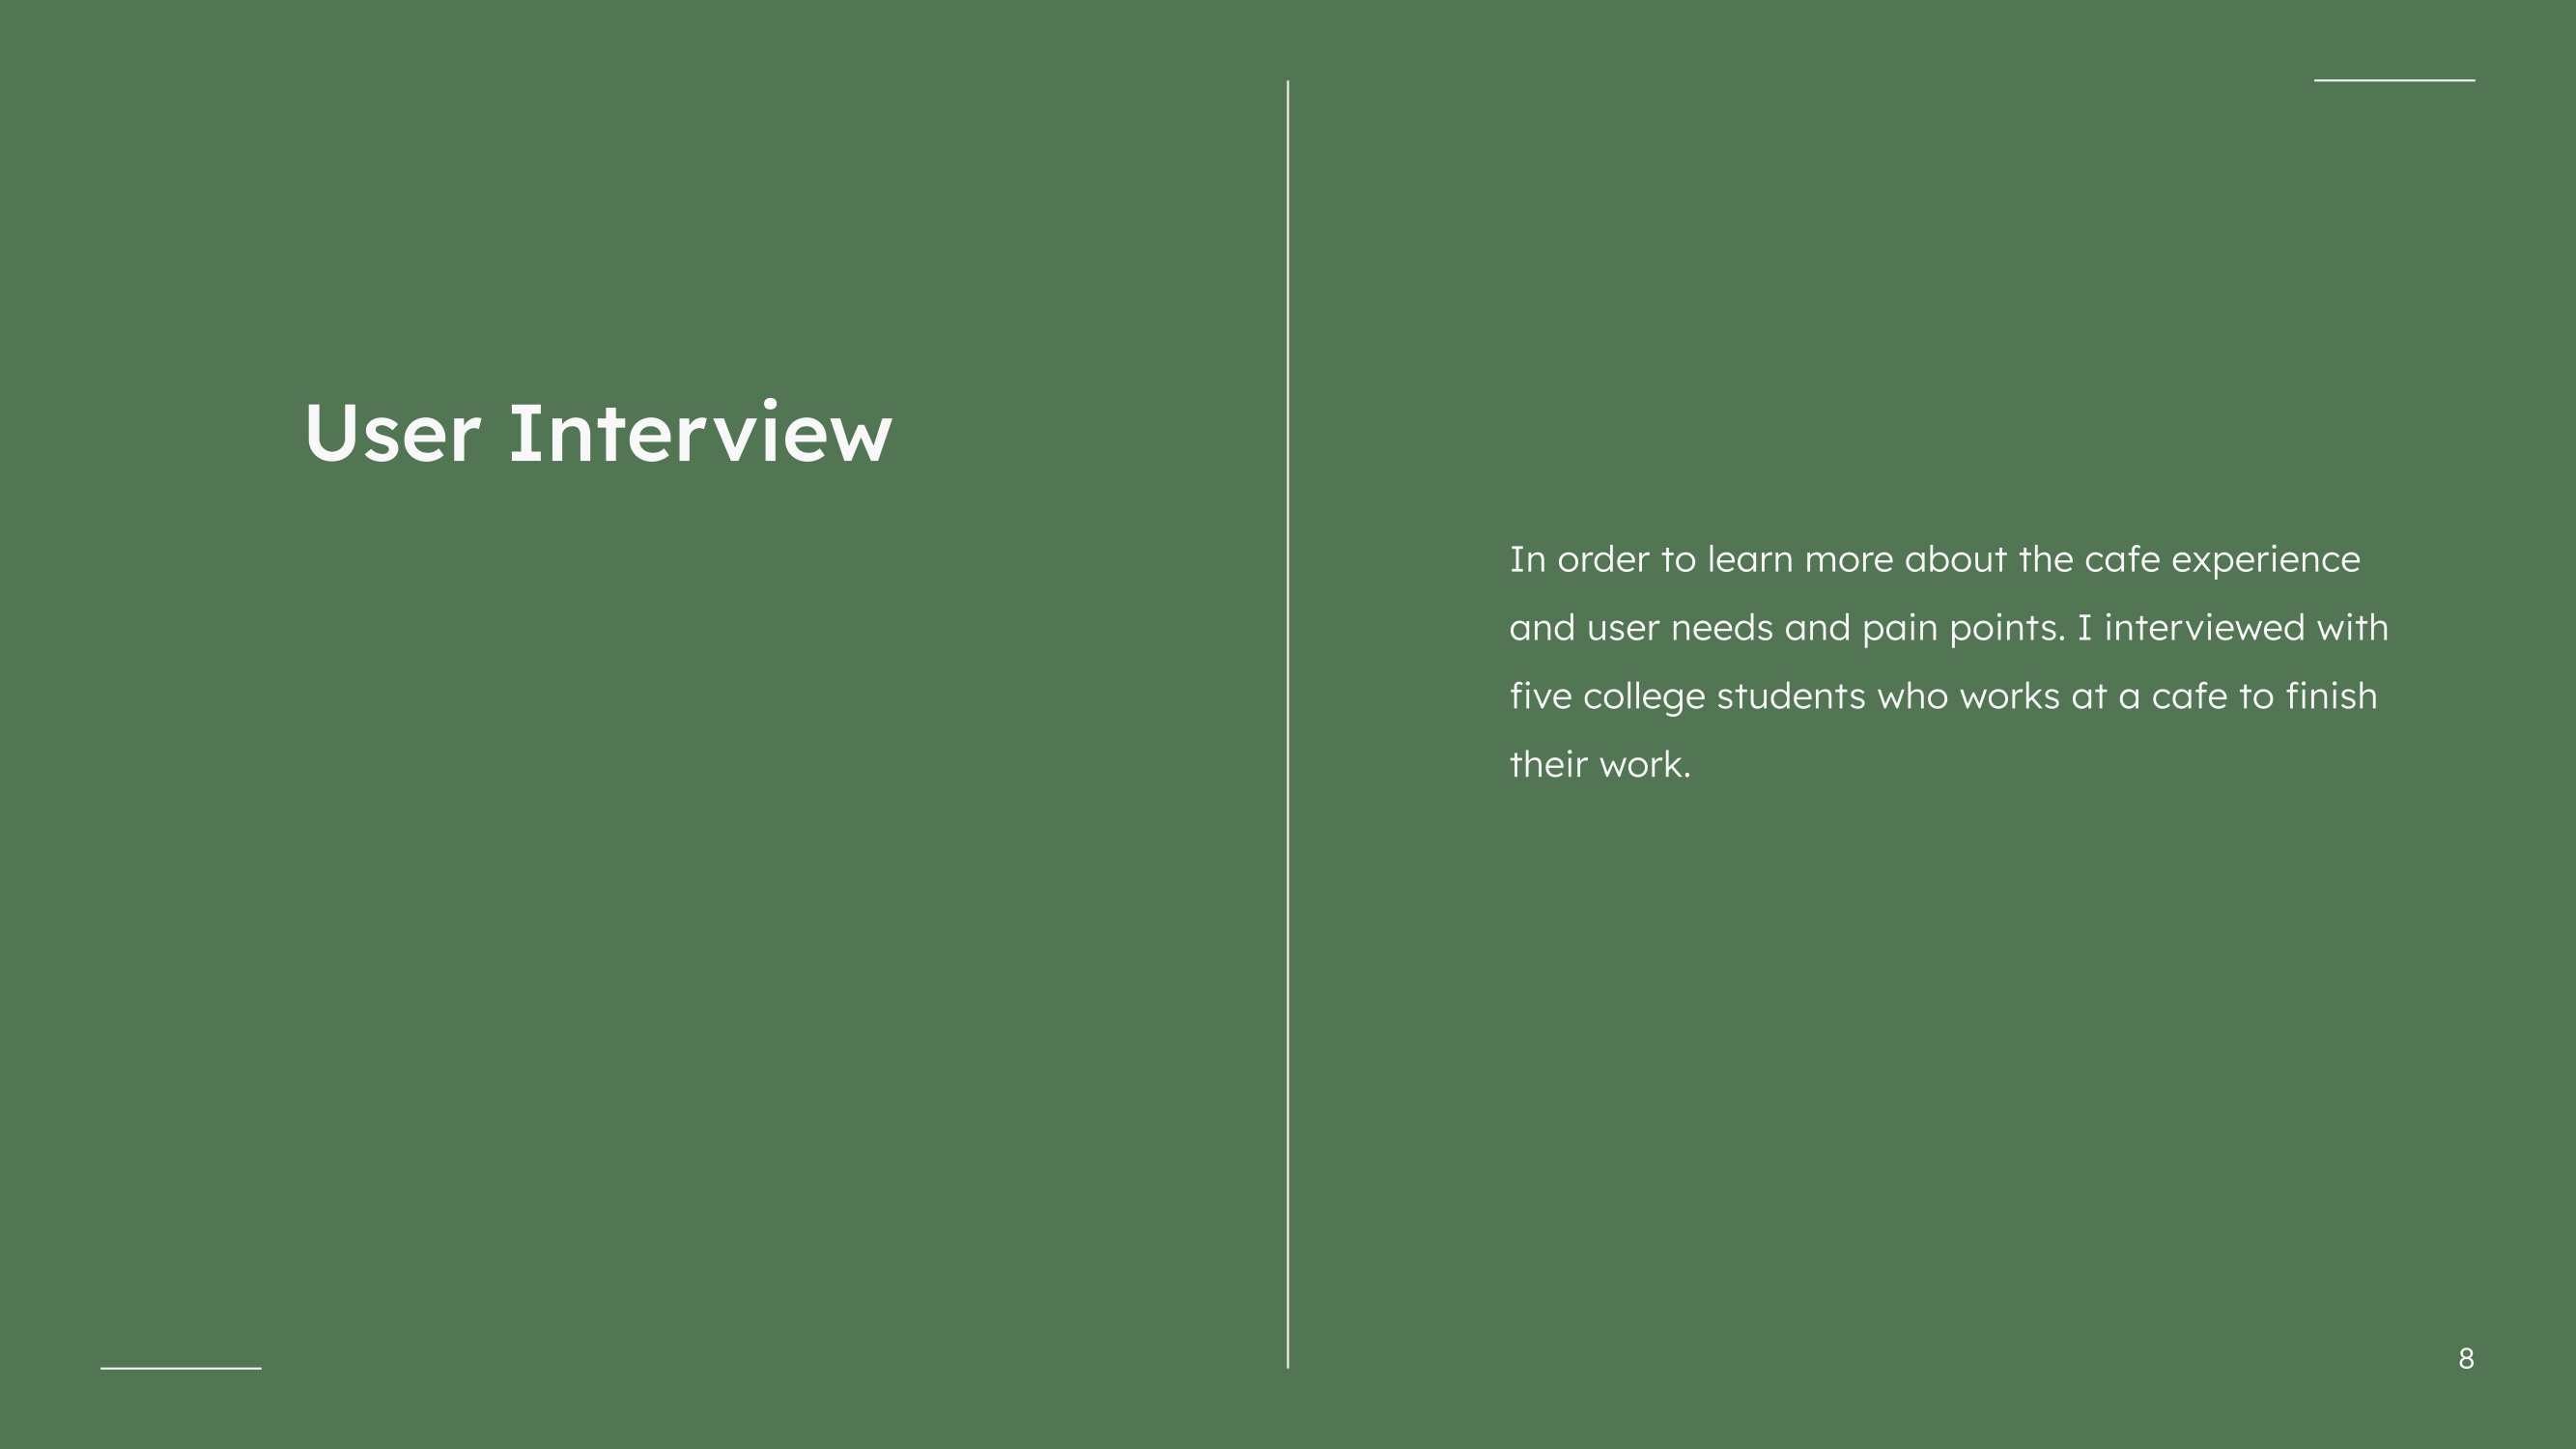 User Interview
In order to learn more about the cafe experience
and user needs and pain points. I interviewed with
five college students who works at a cafe to finish
their work.
8